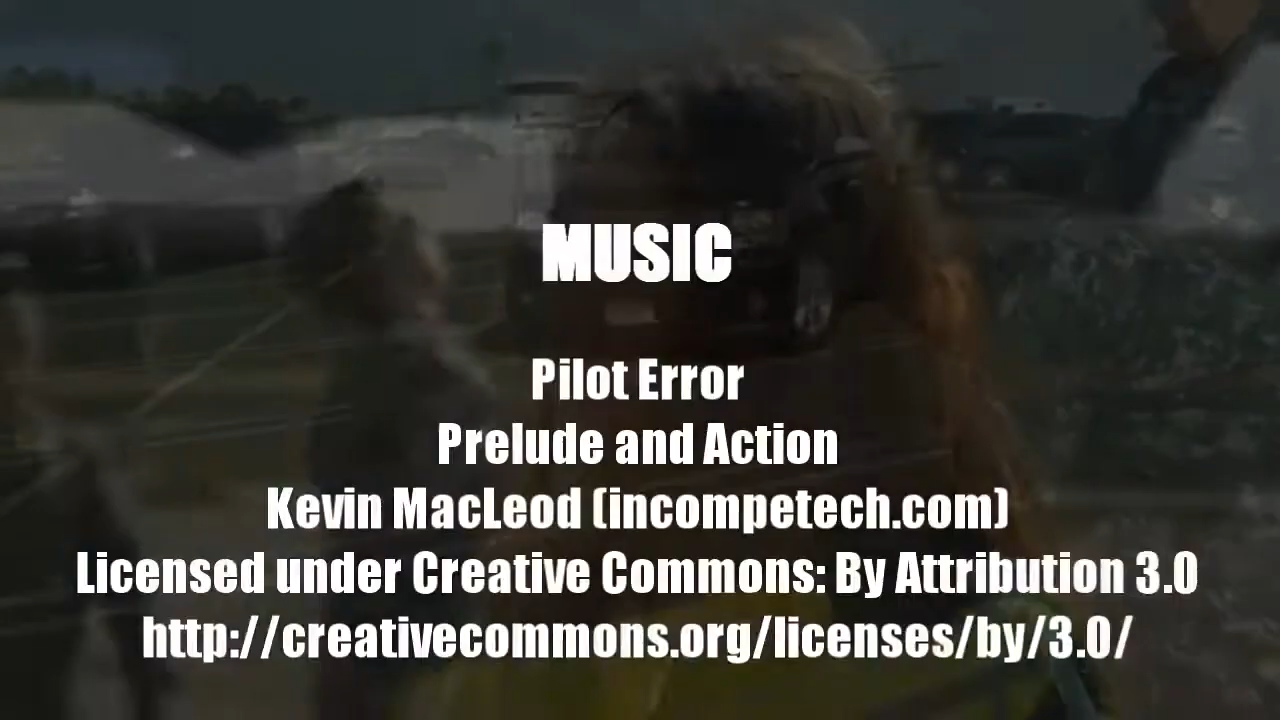 MUSIC
Pilot Error
Prelude and Action
Kevin MacLeod (incompetech.com)
Licensed under Creative Commons: By Attribution 3.0
http://creativecommons.org/licenses/by/3.0/